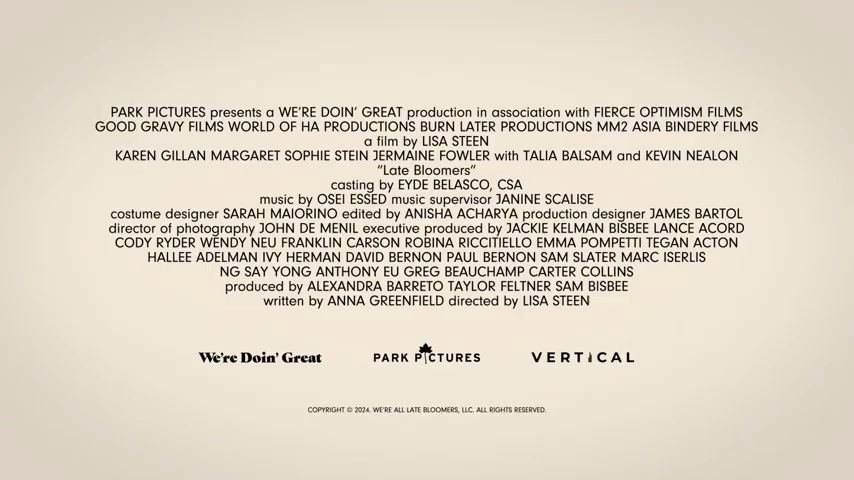 PARK PICTURES presents a WE'RE DOIN' GREAT production in association with FIERCE OPTIMISM FILMS
GOOD GRAVY FILMS WORLD OF HA PRODUCTIONS BURN LATER PRODUCTIONS MM2 ASIA BINDERY FILMS
a film by LISA STEEN
KAREN GILLAN MARGARET SOPHIE STEIN JERMAINE FOWLER with TALIA BALSAM and KEVIN NEALON
“Late Bloomers”
casting by EYDE BELASCO, CSA
music by OSEI ESSED music supervisor JANINE SCALISE
costume designer SARAH MAIORINO edited by ANISHA ACHARYA production designer JAMES BARTOL
director of photography JOHN DE MENIL executive produced by JACKIE KELMAN BISBEE LANCE ACORD
CODY RYDER WENDY NEU FRANKLIN CARSON ROBINA RICCITIELLO EMMA POMPETTI TEGAN ACTON
HALLEE ADELMAN IVY HERMAN DAVID BERNON PAUL BERNON SAM SLATER MARC ISERLIS
NG SAY YONG ANTHONY EU GREG BEAUCHAMP CARTER COLLINS
produced by ALEXANDRA BARRETO TAYLOR FELTNER SAM BISBEE
written by ANNA GREENFIELD directed by LISA STEEN
We're Doin' Great PARK PICTURES VERTICAL
COPYRIGHT © 2024. WE'RE ALL LATE BLOOMERS, LLC. ALL RIGHTS RESERVED.